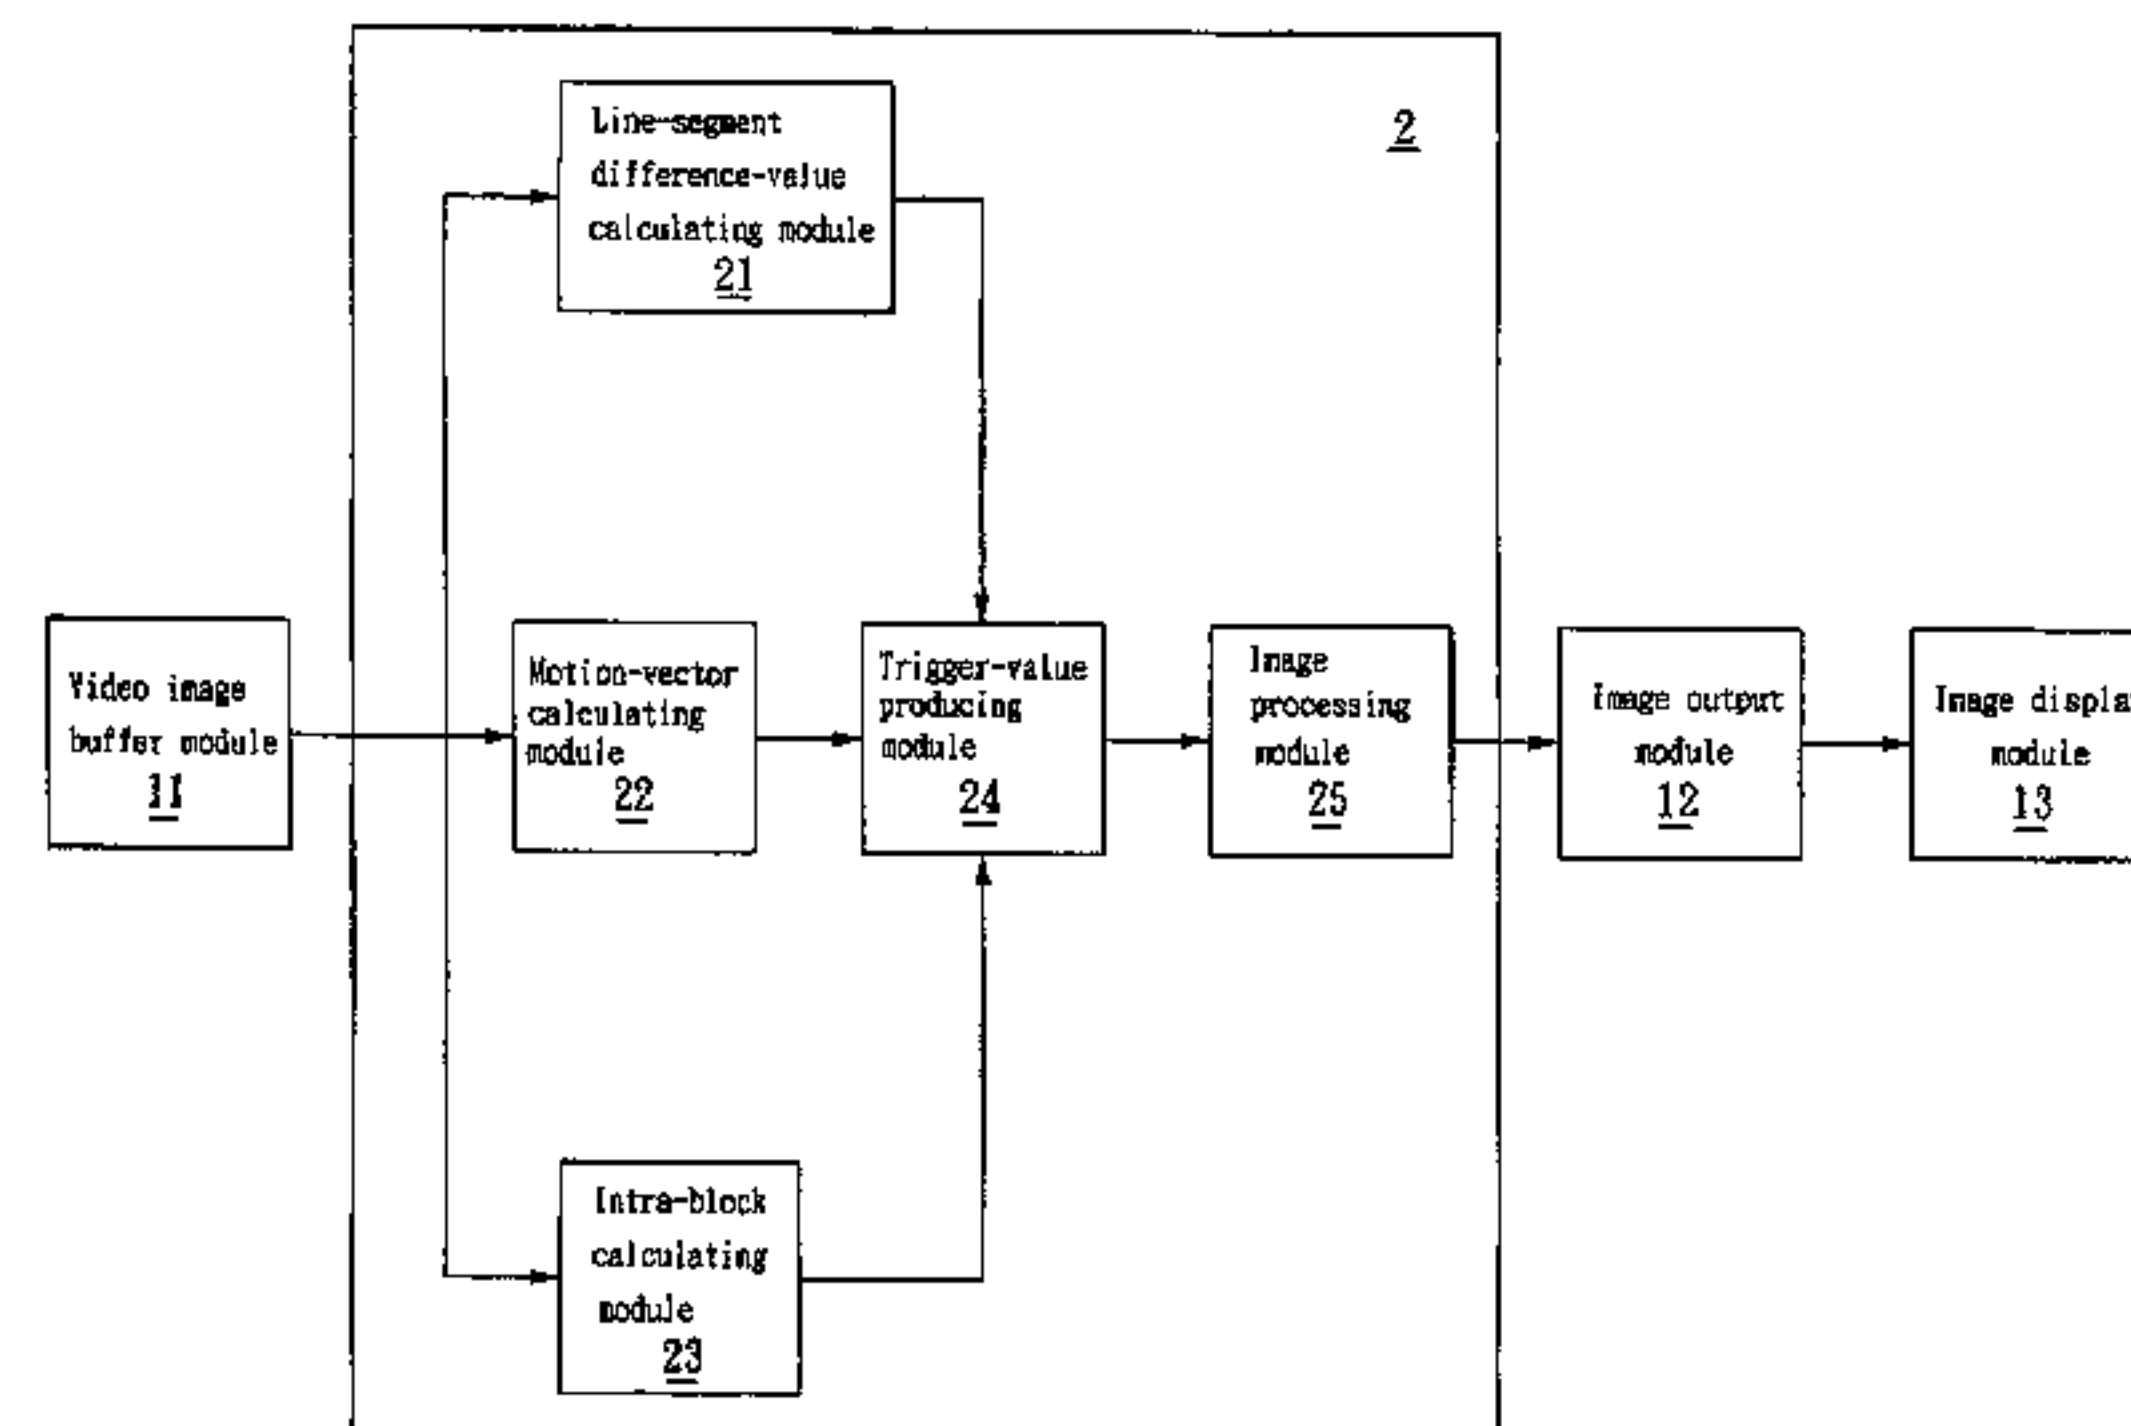 2
Line-segment
difference-value
calculating module
21
Video image
buffer module
11
Motion-vector
calculating
module
22
Trigger-value
producing
module
24
Image
processing
module
25
Image output
module
12
Image displa
module
13
Intra-block
calculating
module
23